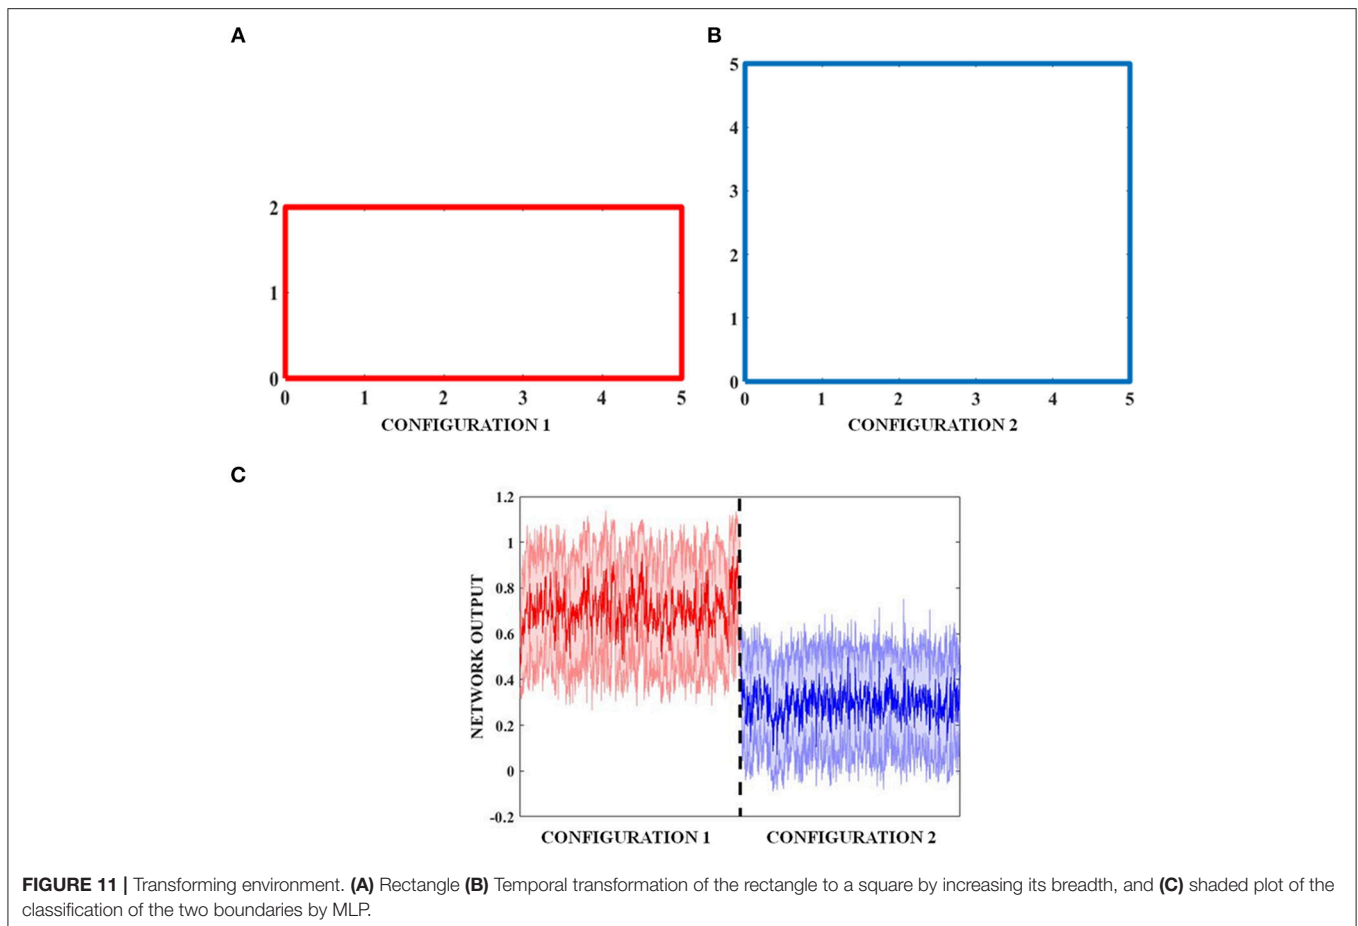 A
B
2
1
0
0 1 2 3 4 5
CONFIGURATION 1
5
4
3
2
1
0
0 1 2 3 4 5
CONFIGURATION 2
C
NETWORK OUTPUT
1.2
1
0.8
0.6
0.4
0.2
0
-0.2
CONFIGURATION 1 CONFIGURATION 2
FIGURE 11 | Transforming environment. (A) Rectangle (B) Temporal transformation of the rectangle to a square by increasing its breadth, and (C) shaded plot of the
classification of the two boundaries by MLP.